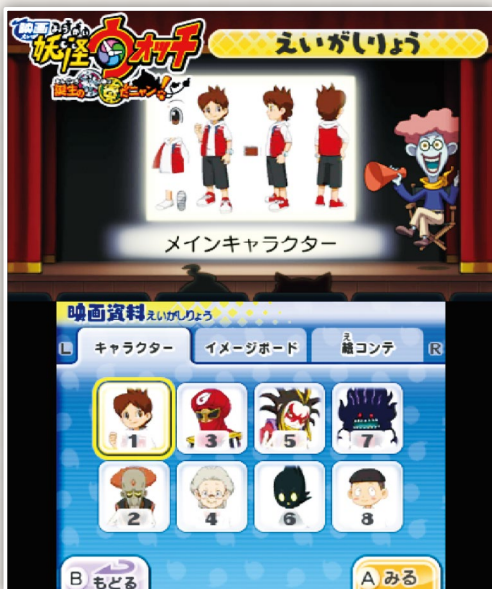 映画
えいが
妖怪ウォッチ
誕生の秘密だニャン!
えいがしりょう
メインキャラクター
映画資料えいがしりょう
L キャラクター イメージボード 絵コンテ R
え
1 3 5 7
2 4 6 8
B もどる
A みる